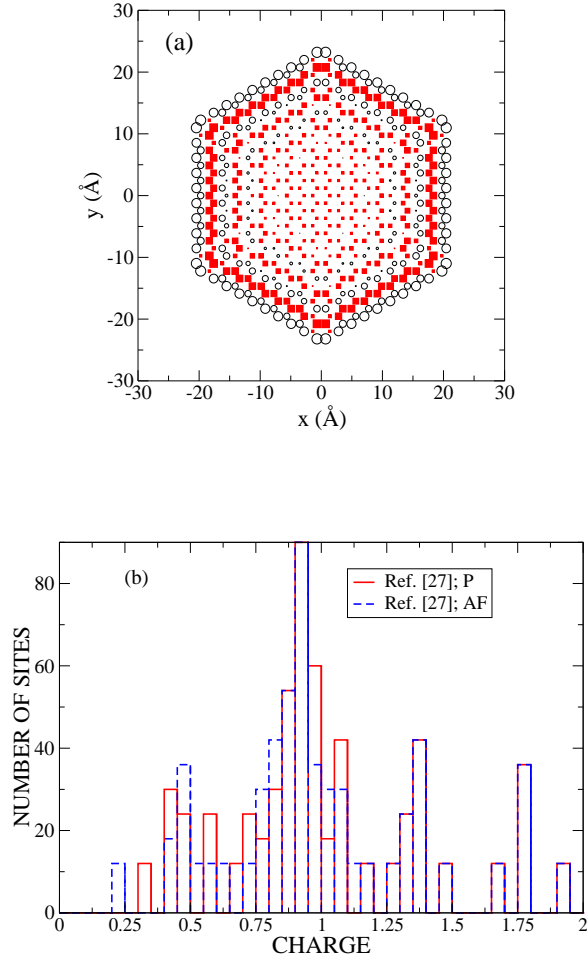 (a)
30
20
10
0
-10
-20
-30
y (Å)
-30 -20 -10 0 10 20 30
x (Å)
(b)
Ref. [27]; P
Ref. [27]; AF
80
60
40
20
0
NUMBER OF SITES
0 0.25 0.5 0.75 1 1.25 1.5 1.75 2
CHARGE